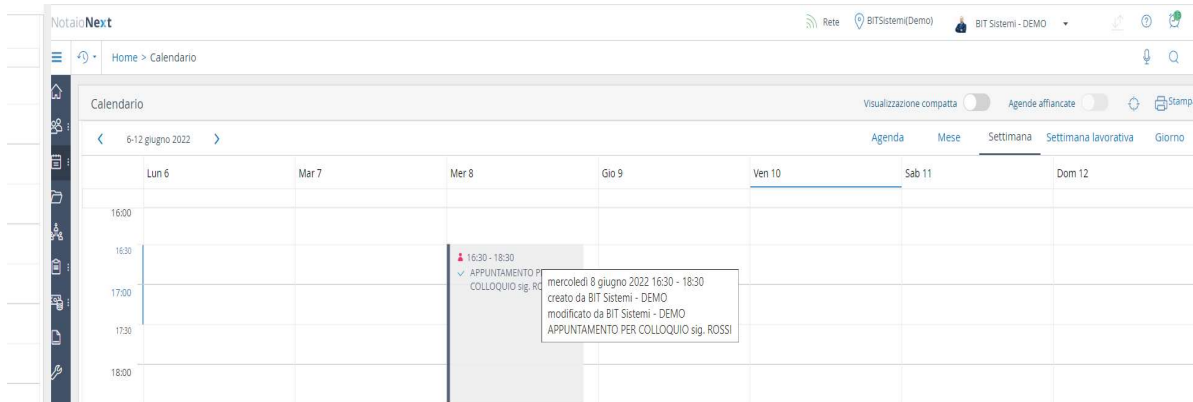 NotaioNext
Rete
BITSistemi(Demo)
BIT Sistemi - DEMO
Home > Calendario
Calendario
Visualizzazione compatta
Agende affiancate
Stamp
6-12 giugno 2022
Agenda
Mese
Settimana
Settimana lavorativa
Giorno
Lun 6
Mar 7
Mer 8
Gio 9
Ven 10
Sab 11
Dom 12
16:00
16:30
16:30 - 18:30
APPUNTAMENTO P
COLLOQUIO sig. RO
mercoledì 8 giugno 2022 16:30 - 18:30
creato da BIT Sistemi - DEMO
modificato da BIT Sistemi - DEMO
APPUNTAMENTO PER COLLOQUIO sig. ROSSI
17:00
17:30
18:00